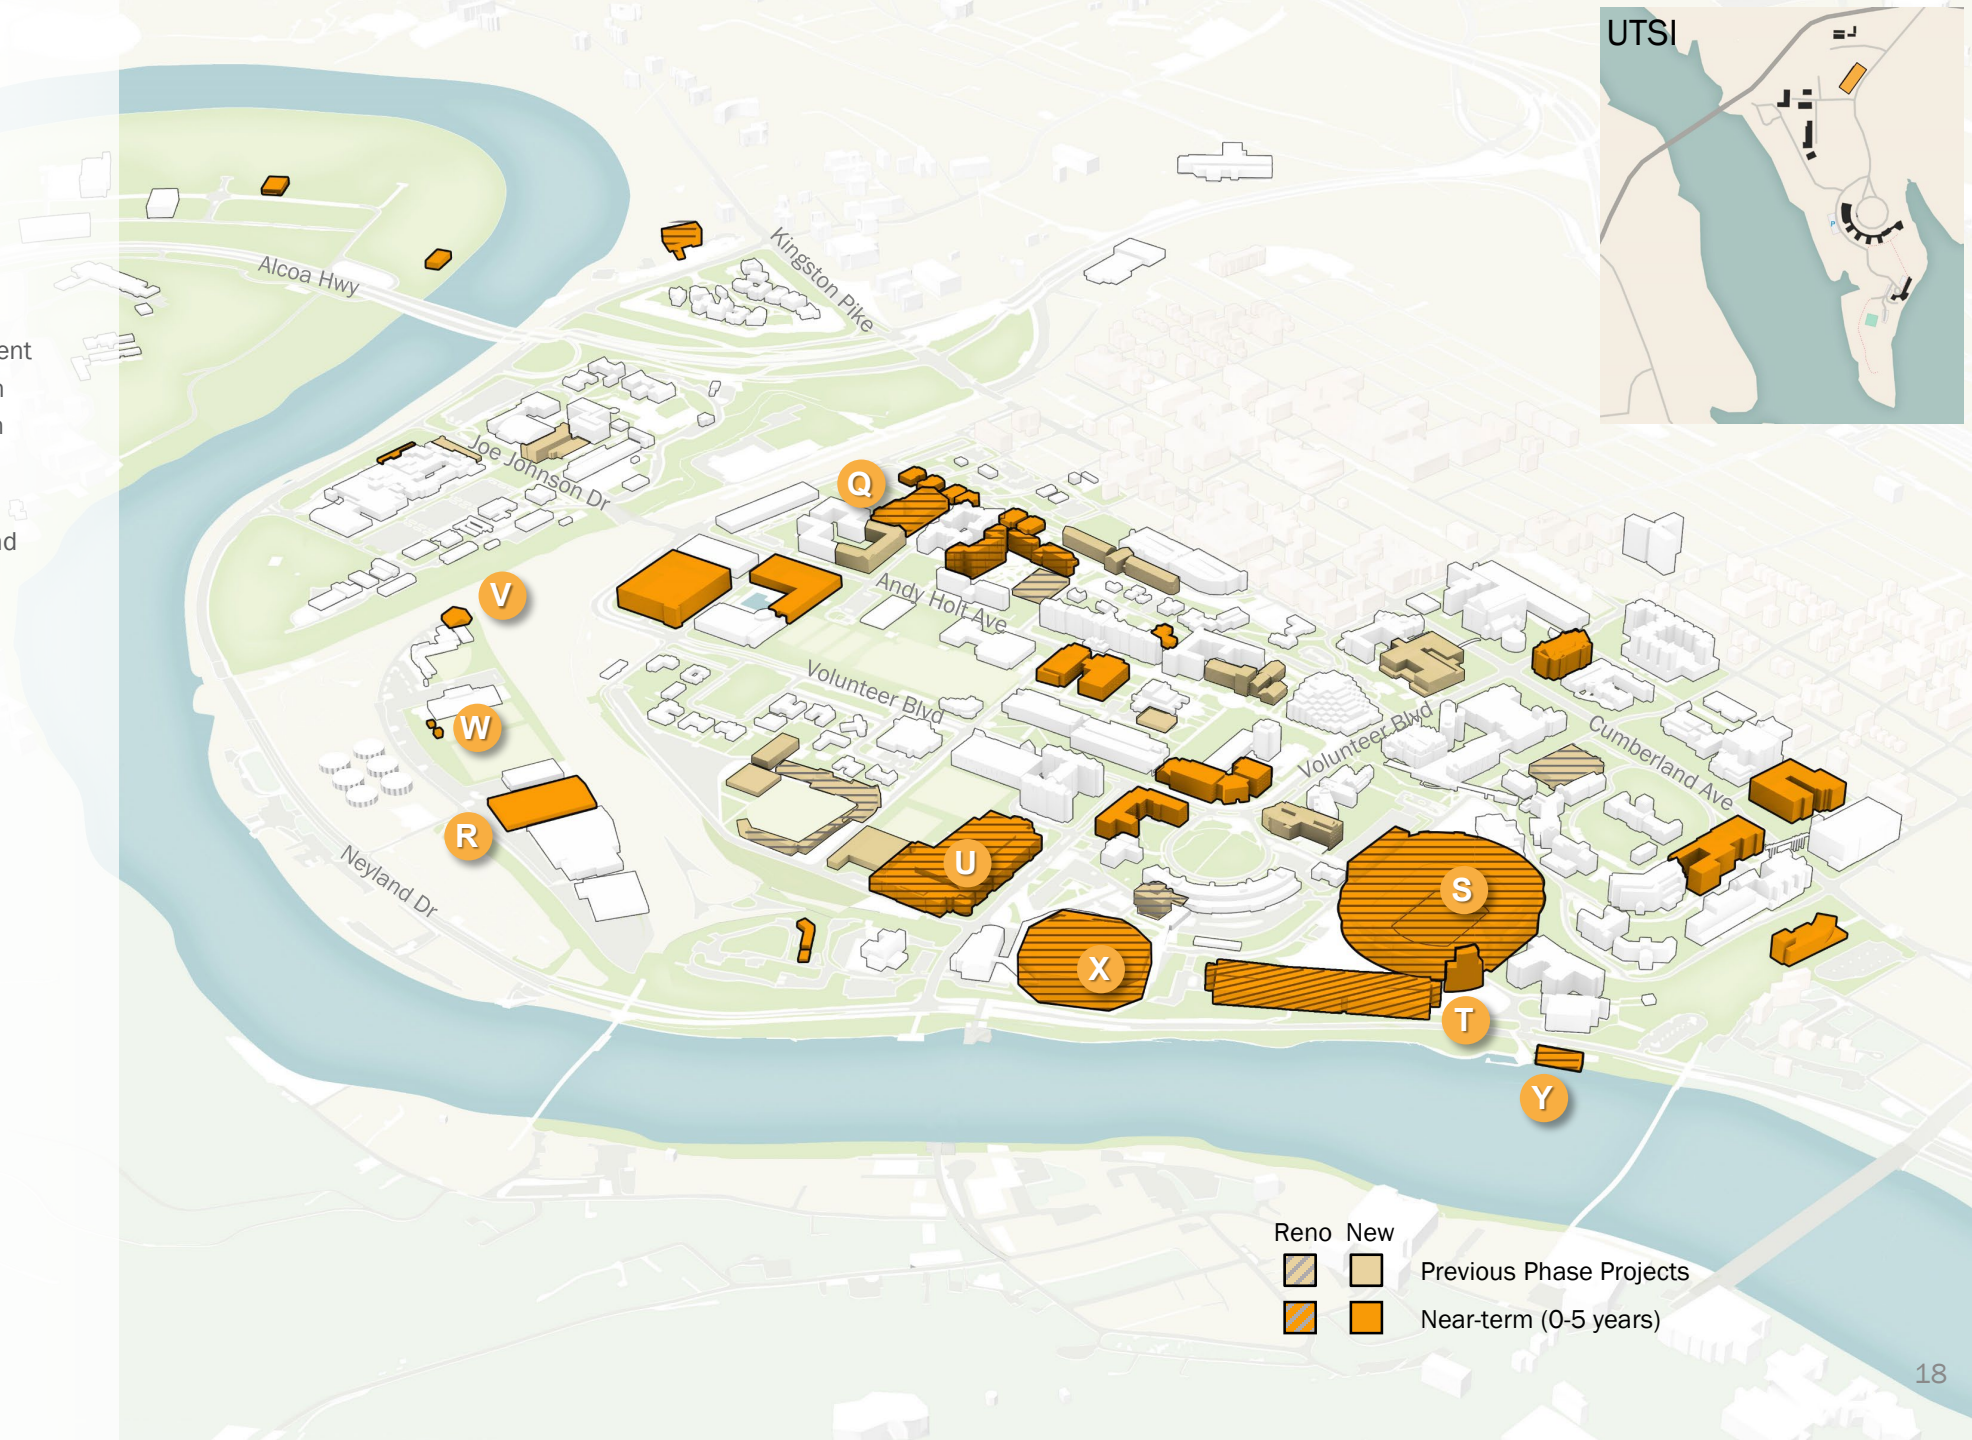 UTSI
Kingston Pike
Alcoa Hwy
ent
Joe Johnson Dr
Q
V
Andy Holt Ave
Volunteer Blvd
W
Volunteer Blvd
Cumberland Ave
R
Neyland Dr
U
S
X
T
Y
Reno New
Previous Phase Projects
Near-term (0-5 years)
18